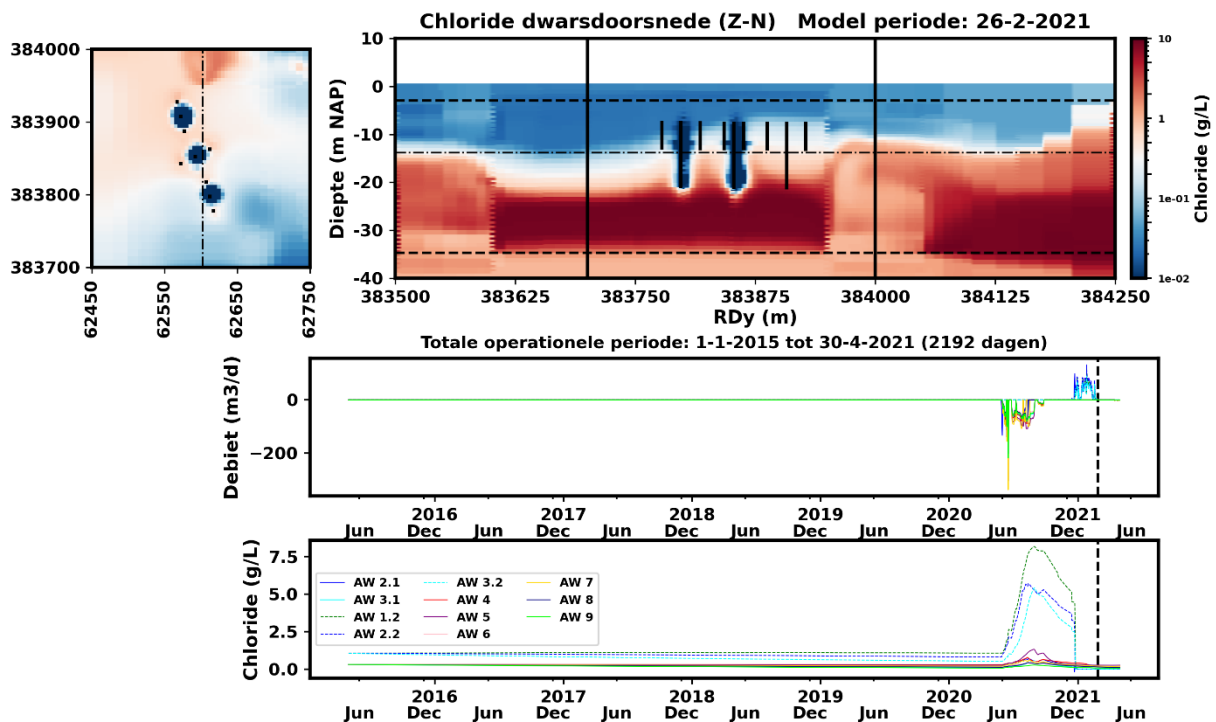 Chloride dwarsdoorsnede (Z-N) Model periode: 26-2-2021
384000
383900
383800
383700
62450
62550
62650
62750
Diepte (m NAP)
10
0
-10
-20
-30
-40
383500
383625
383750
383875
384000
384125
384250
RDy (m)
10
1
1e-01
1e-02
Chloride (g/L)
Totale operationele periode: 1-1-2015 tot 30-4-2021 (2192 dagen)
Debiet (m3/d)
0
−200
2016 2017 2018 2019 2020 2021
Jun Dec Jun Dec Jun Dec Jun Dec Jun Dec Jun Dec Jun
Chloride (g/L)
7.5
5.0
2.5
0.0
AW 2.1 AW 3.2 AW 7
AW 3.1 AW 4 AW 8
AW 1.2 AW 5 AW 9
AW 2.2 AW 6
2016 2017 2018 2019 2020 2021
Jun Dec Jun Dec Jun Dec Jun Dec Jun Dec Jun Dec Jun